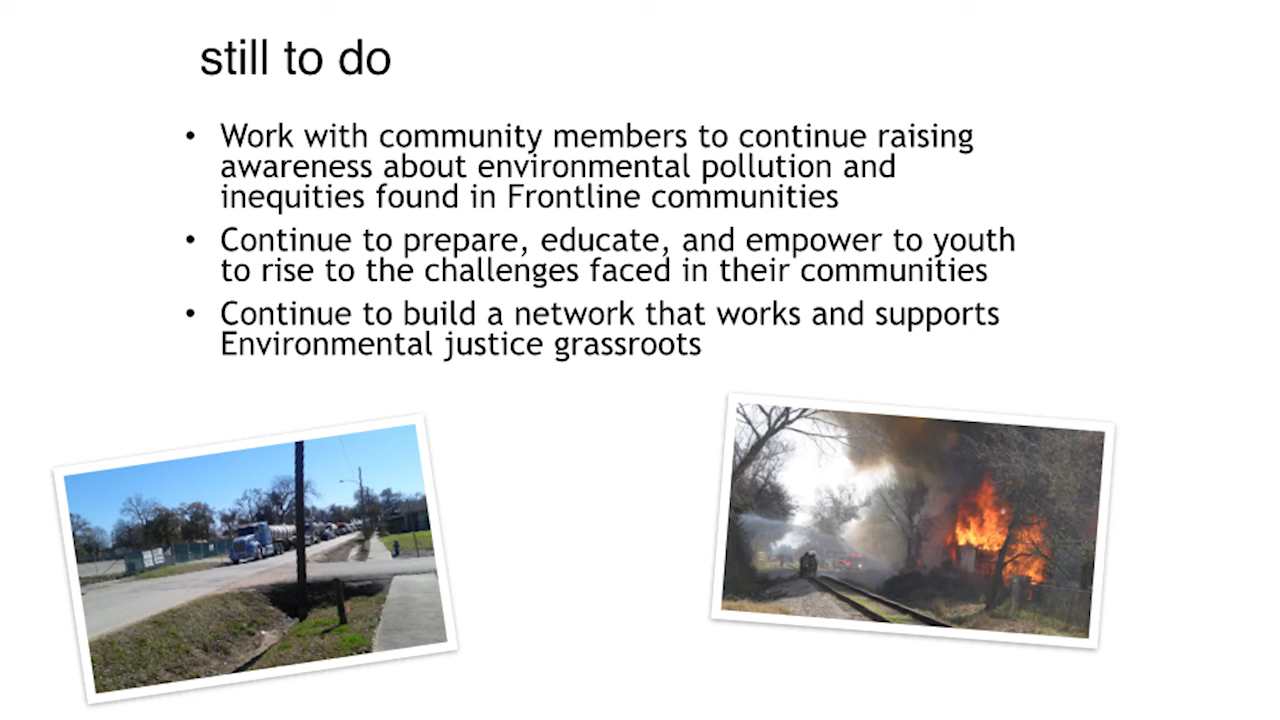 still to do
• Work with community members to continue raising
awareness about environmental pollution and
inequities found in Frontline communities
• Continue to prepare, educate, and empower to youth
to rise to the challenges faced in their communities
• Continue to build a network that works and supports
Environmental justice grassroots